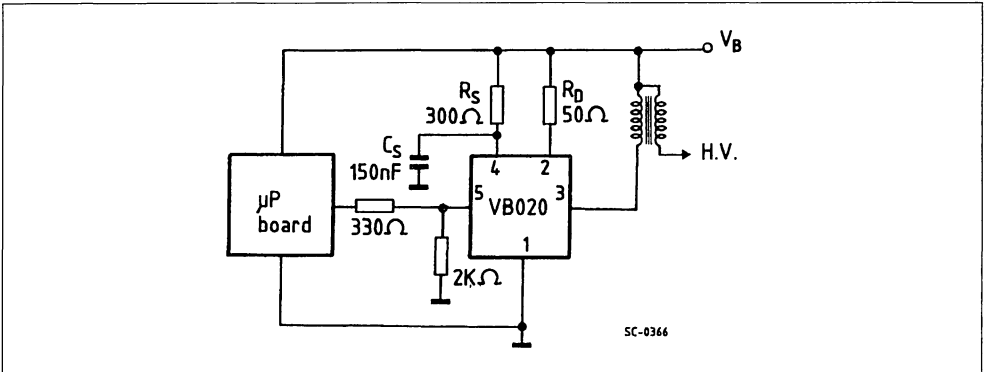 V_B
R_S
300Ω
R_D
50Ω
C_S
150nF
H.V.
4
2
5
VB020
3
1
µP
board
330Ω
2KΩ
SC-0366